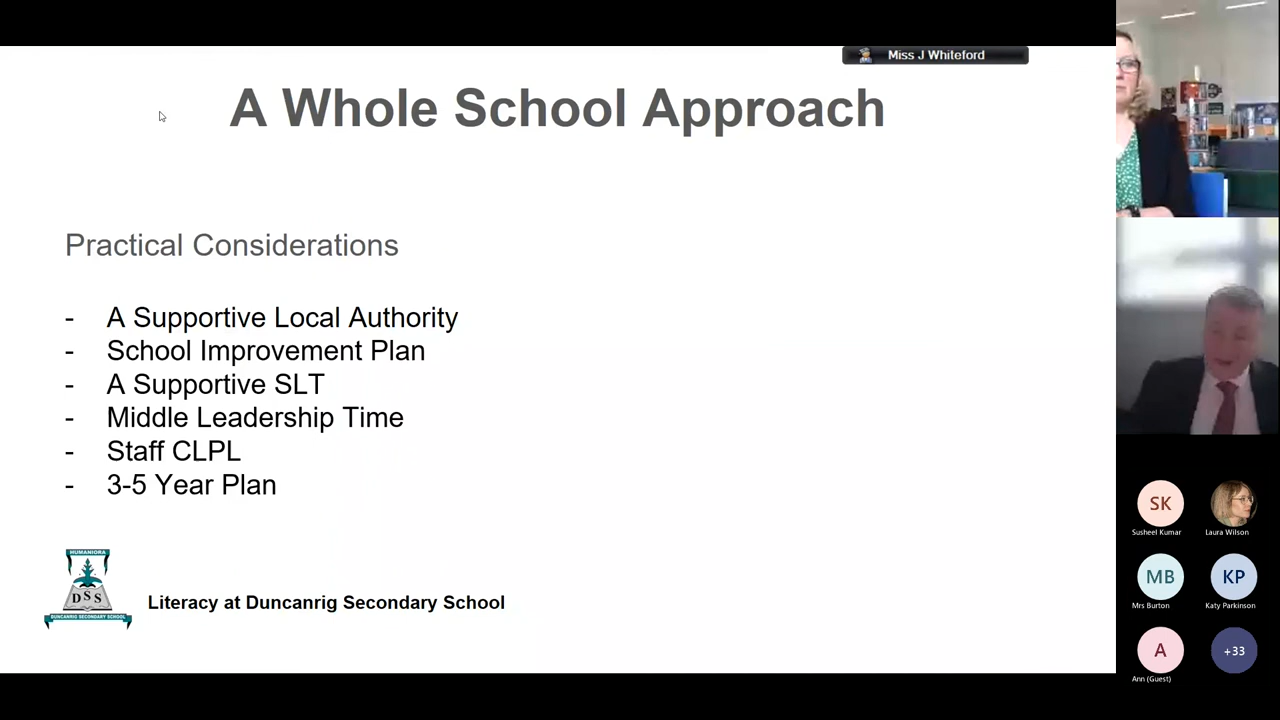 Miss J Whiteford
A Whole School Approach
Practical Considerations
- A Supportive Local Authority
- School Improvement Plan
- A Supportive SLT
- Middle Leadership Time
- Staff CLPL
- 3-5 Year Plan
HUMANIORA
DSS
DUNCANRIG SECONDARY SCHOOL
Literacy at Duncanrig Secondary School
SK
Susheel Kumar
Laura Wilson
MB
Mrs Burton
KP
Katy Parkinson
A
Ann (Guest)
+33